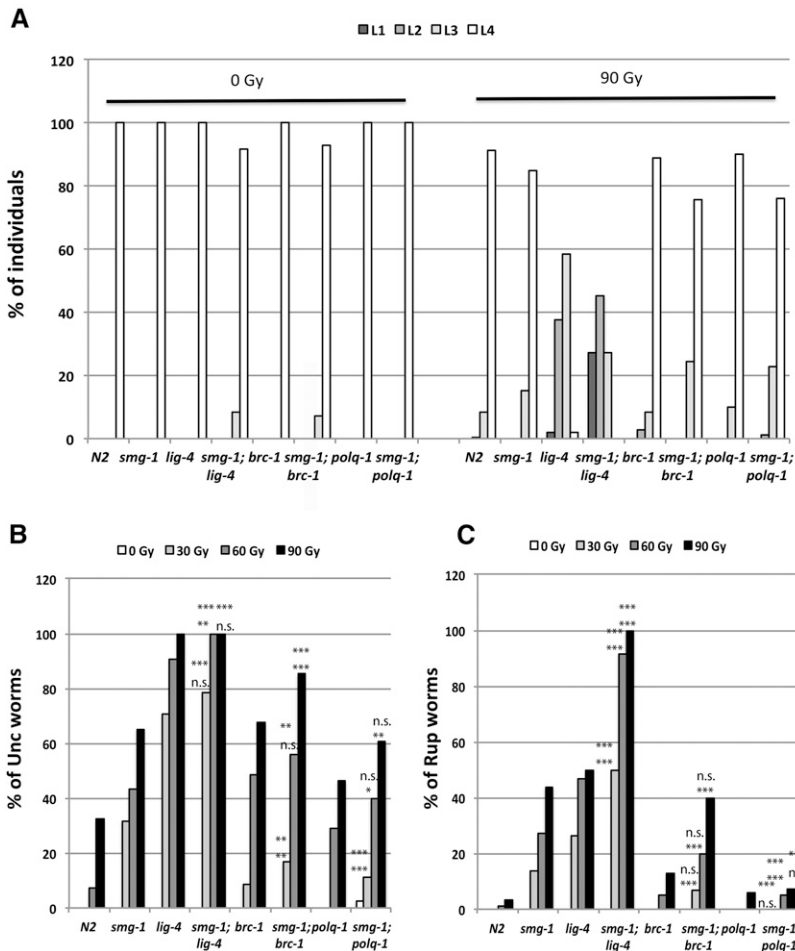 A
L1 L2 L3 L4
120
0 Gy
90 Gy
100
80
60
40
20
0
% of individuals
N2 smg-1 lig-4 smg-1; brc-1 smg-1; polq-1 smg-1;
lig-4 brc-1 polq-1
N2 smg-1 lig-4 smg-1; brc-1 smg-1; polq-1 smg-1;
lig-4 brc-1 polq-1
B
0 Gy 30 Gy 60 Gy 90 Gy
120
100
80
60
40
20
0
% of Unc worms
*** ***
** n.s.
***
n.s.
***
***
**
n.s.
**
**
n.s.
**
n.s.
*
***
***
N2 smg-1 lig-4 smg-1; brc-1 smg-1; polq-1 smg-1;
lig-4 brc-1 polq-1
C
0 Gy 30 Gy 60 Gy 90 Gy
120
100
80
60
40
20
0
% of Rup worms
***
***
***
***
***
***
n.s.
***
n.s.
***
n.s.
***
***
***
***
n.s.
N2 smg-1 lig-4 smg-1; brc-1 smg-1; polq-1
lig-4 brc-1